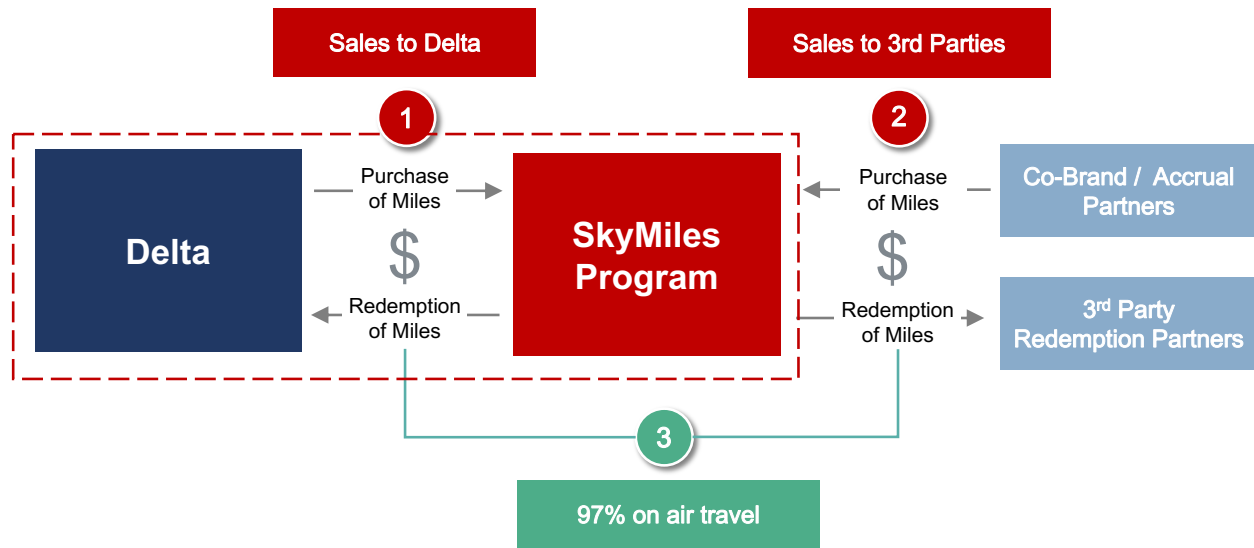 Sales to Delta
Sales to 3rd Parties
1
2
Delta
Purchase
of Miles
$
Redemption
of Miles
SkyMiles
Program
Purchase
of Miles
$
Redemption
of Miles
Co-Brand / Accrual
Partners
3rd Party
Redemption Partners
3
97% on air travel